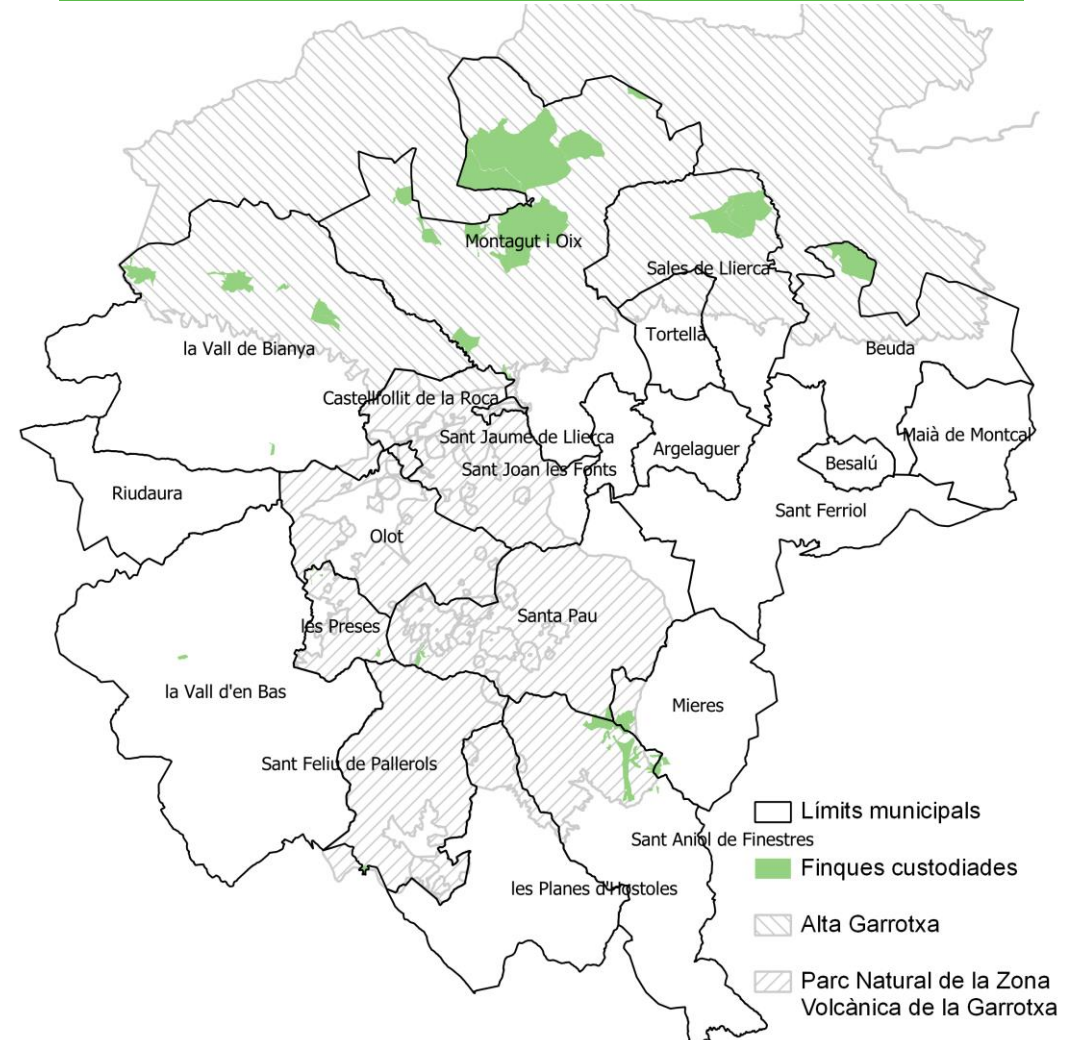 Montagut i Oix
Sales de Llierca
Tortellà
la Vall de Bianya
Beuda
Castellfollit de la Roca
Sant Jaume de Llierca
Maià de Montcal
Argelaguer
Besalú
Sant Joan les Fonts
Riudaura
Sant Ferriol
Olot
Santa Pau
les Preses
la Vall d'en Bas
Mieres
Sant Feliu de Pallerols
Límits municipals
Sant Aniol de Finestres
Finques custodiades
les Planes d'Hostoles
Alta Garrotxa
Parc Natural de la Zona
Volcànica de la Garrotxa